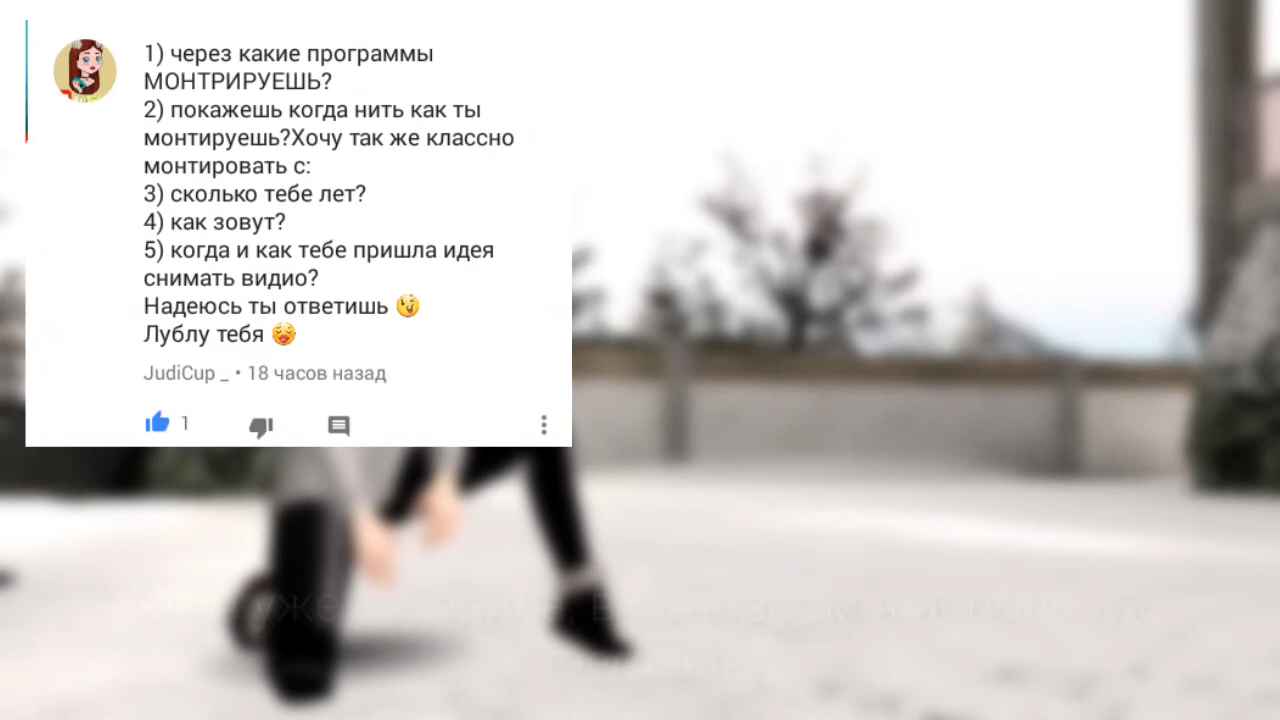 1) через какие программы
МОНТРИРУЕШЬ?
2) покажешь когда нить как ты
монтируешь?Хочу так же классно
монтировать с:
3) сколько тебе лет?
4) как зовут?
5) когда и как тебе пришла идея
снимать видио?
Надеюсь ты ответишь 😜
Лублу тебя 😝
JudiCup _ • 18 часов назад
1